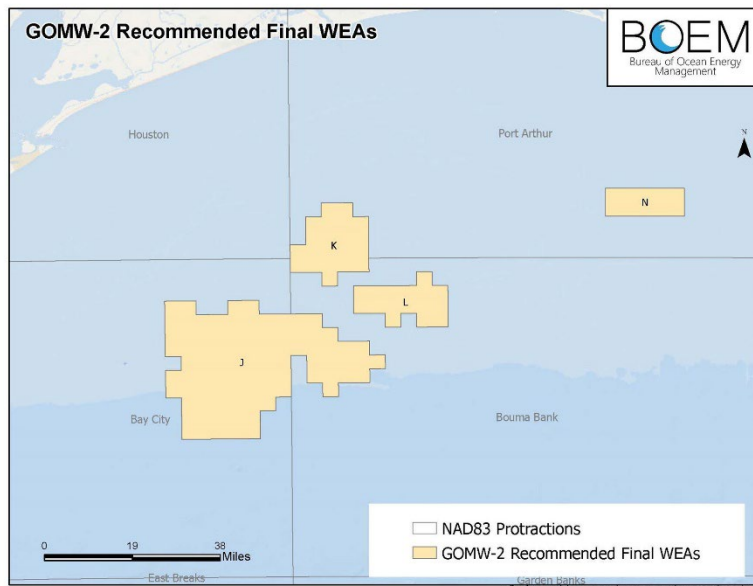 GOMW-2 Recommended Final WEAs
BOEM
Bureau of Ocean Energy
Management
Houston
Port Arthur
N
N
K
L
J
Bay City
Bouma Bank
NAD83 Protractions
GOMW-2 Recommended Final WEAs
0 19 38
Miles
East Breaks
Garden Banks